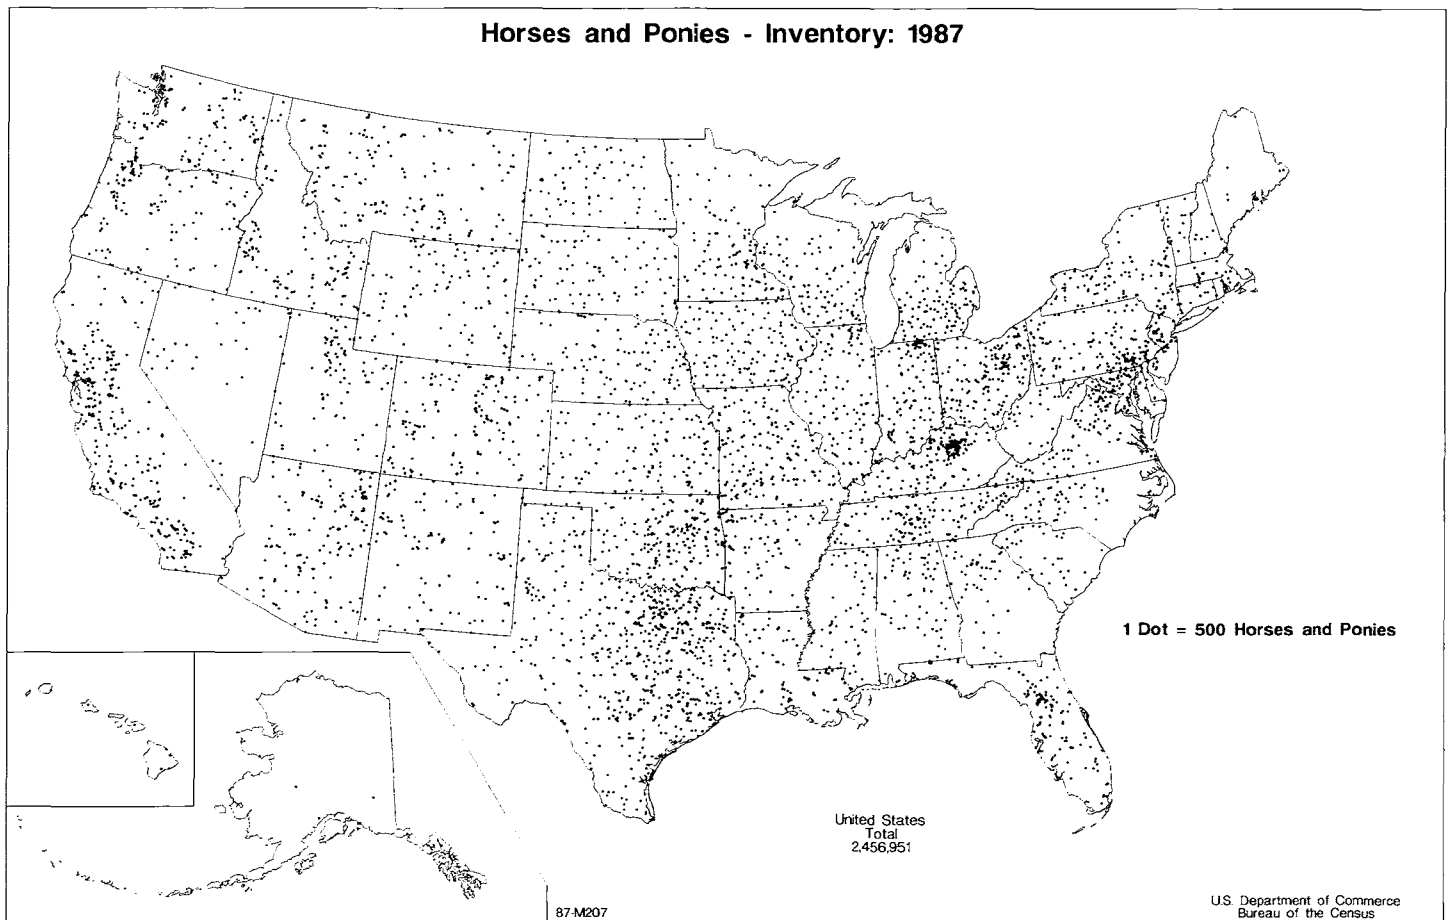 Horses and Ponies - Inventory: 1987
1 Dot = 500 Horses and Ponies
United States
Total
2,456,951
87-M207
U.S. Department of Commerce
Bureau of the Census